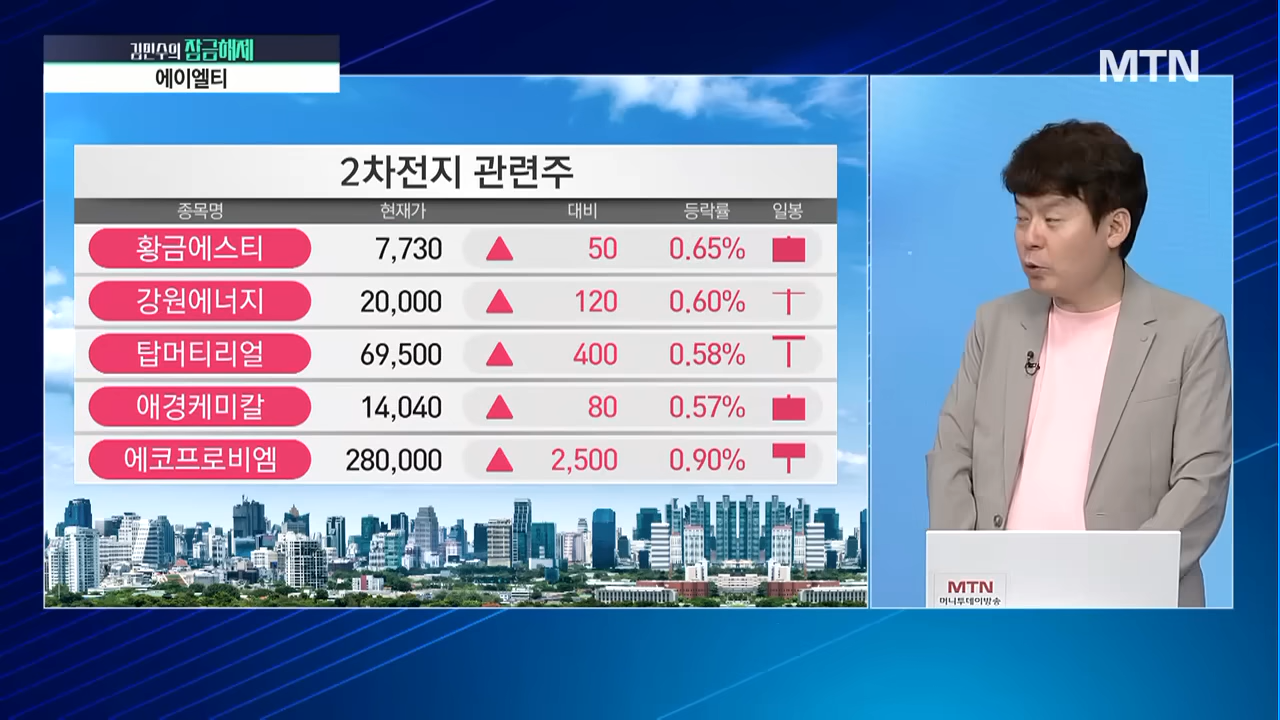 김민수의 잠금해제
MTN
에이엘티
2차전지 관련주
종목명 현재가 대비 등락률 일봉
황금에스티 7,730 ▲ 50 0.65%
강원에너지 20,000 ▲ 120 0.60%
탑머티리얼 69,500 ▲ 400 0.58%
애경케미칼 14,040 ▲ 80 0.57%
에코프로비엠 280,000 ▲ 2,500 0.90%
MTN
머니투데이방송